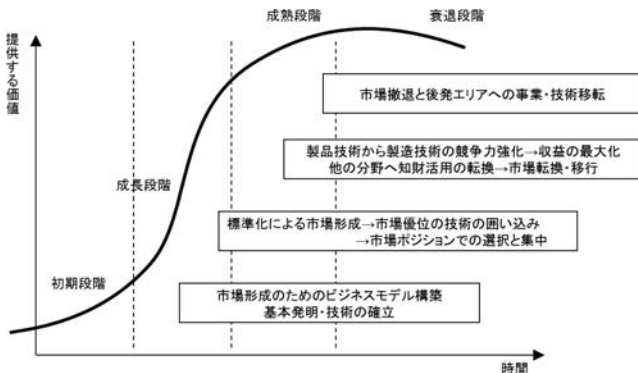 成熟段階
衰退段階
提供する価値
市場撤退と後発エリアへの事業・技術移転
製品技術から製造技術の競争力強化→収益の最大化
他の分野へ知財活用の転換→市場転換・移行
成長段階
標準化による市場形成→市場優位の技術の囲い込み
→市場ポジションでの選択と集中
初期段階
市場形成のためのビジネスモデル構築
基本発明・技術の確立
時間